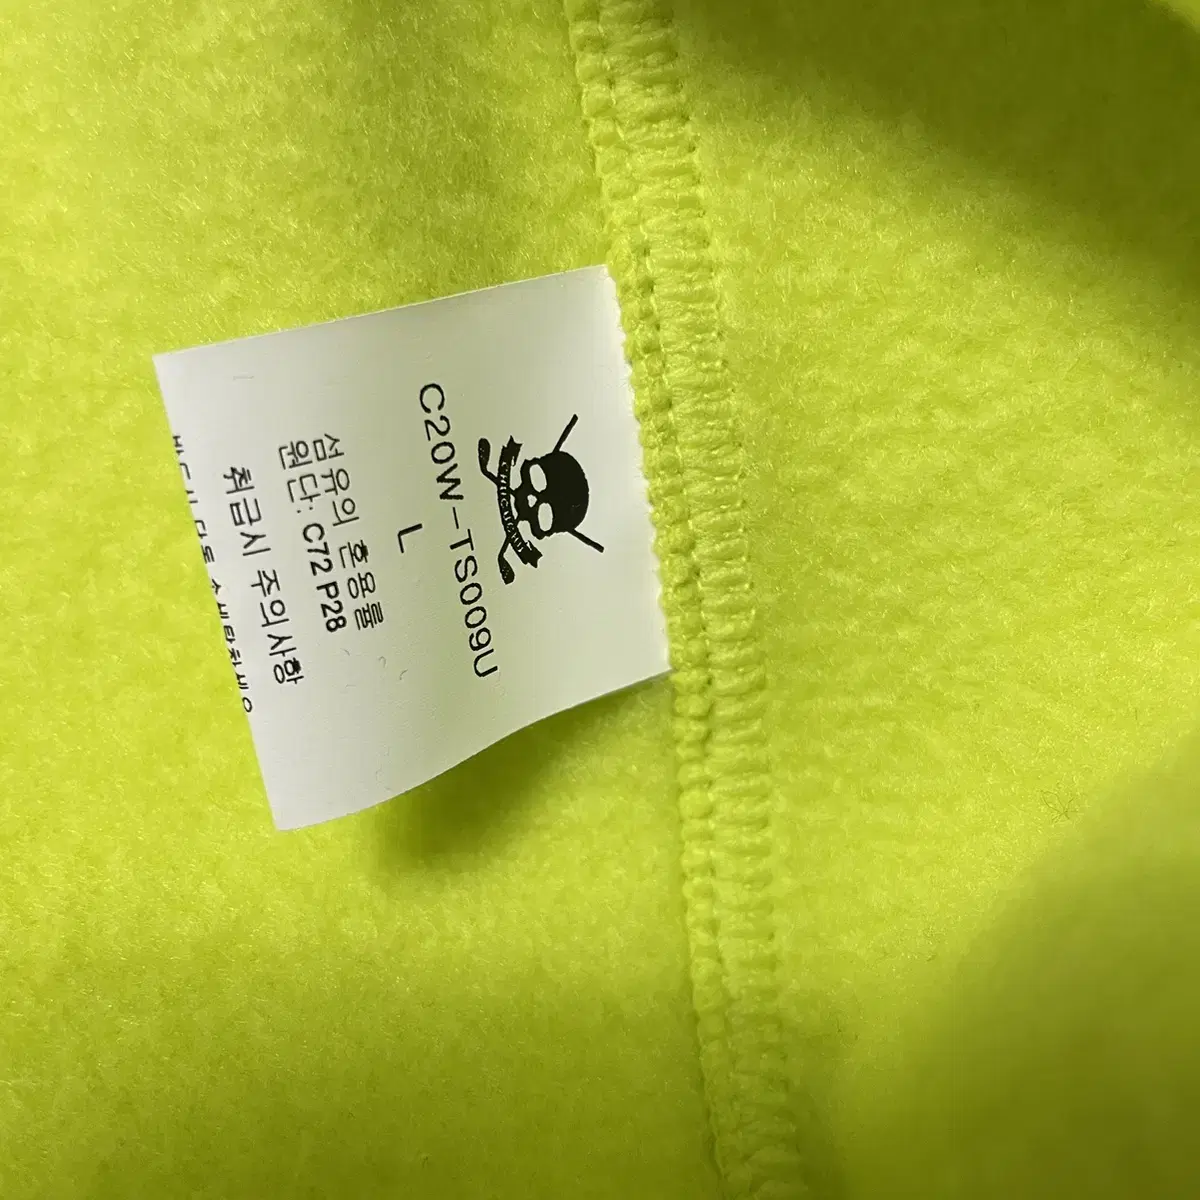 C20W-TS009U
L
섬유의 혼용률
원단: C72 P28
취급시 주의사항